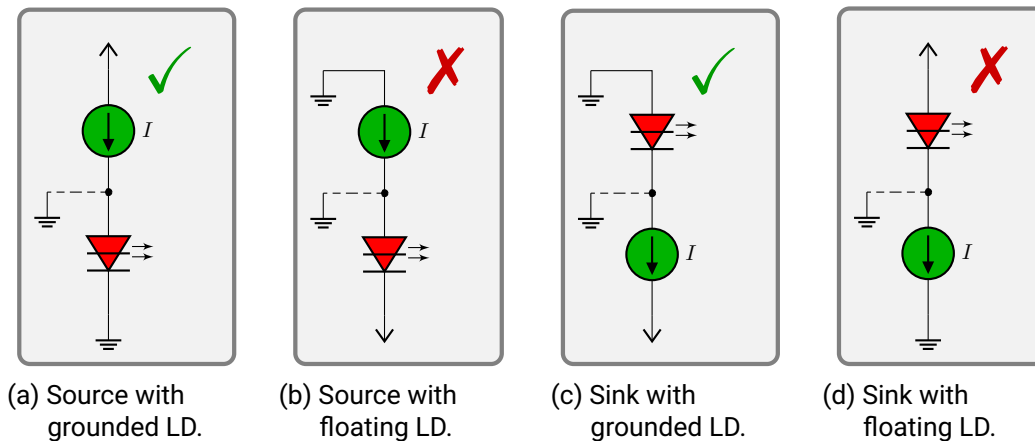 I
I
I
I
(a) Source with
grounded LD.
(b) Source with
floating LD.
(c) Sink with
grounded LD.
(d) Sink with
floating LD.